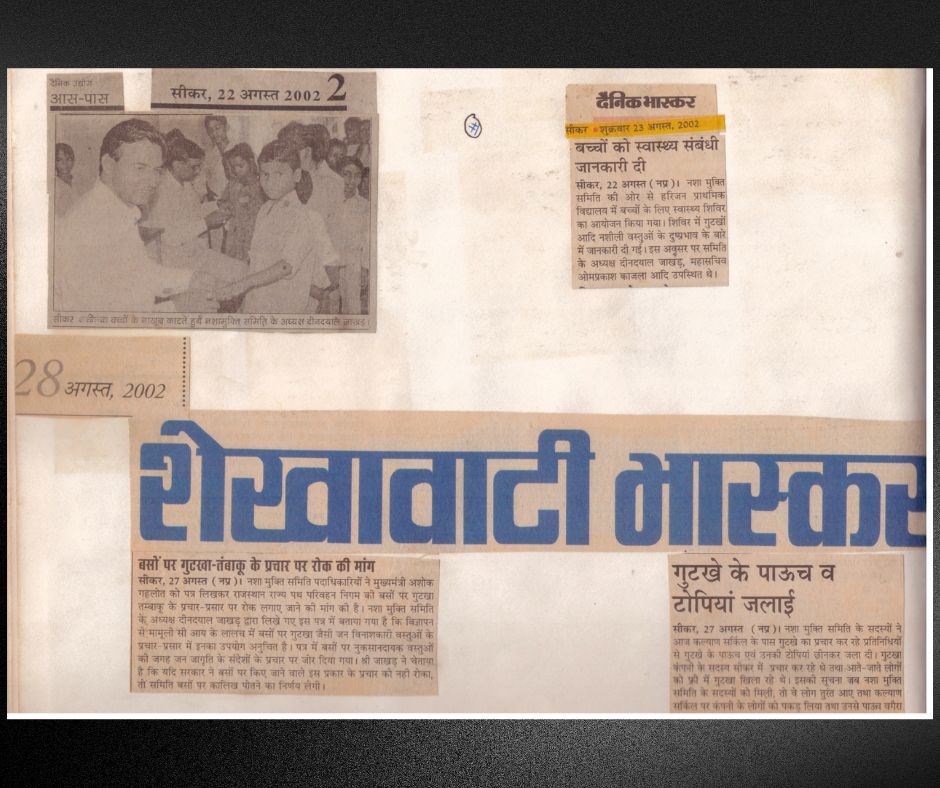 दैनिक उद्योग
आस-पास
सीकर, 22 अगस्त 2002 2
सीकर बच्चों के नाखून काटते हुये नशामुक्ति समिति के अध्यक्ष दीनदयाल जाखड़।
दैनिक भास्कर
सीकर शुक्रवार 23 अगस्त, 2002
बच्चों को स्वास्थ्य संबंधी
जानकारी दी
सीकर, 22 अगस्त (नप्र)। नशा मुक्ति
समिति की ओर से हरिजन प्राथमिक
विद्यालय में बच्चों के लिए स्वास्थ्य शिविर
का आयोजन किया गया। शिविर में गुटखों
आदि नशीली वस्तुओं के दुष्प्रभाव के बारे
में जानकारी दी गई। इस अवसर पर समिति
के अध्यक्ष दीनदयाल जाखड़, महासचिव
ओमप्रकाश काजला आदि उपस्थित थे।
28 अगस्त, 2002
शेखावाटी भास्कर
बसों पर गुटखा-तंबाकू के प्रचार पर रोक की मांग
सीकर, 27 अगस्त (नप्र)। नशा मुक्ति समिति पदाधिकारियों ने मुख्यमंत्री अशोक
गहलोत को पत्र लिखकर राजस्थान राज्य पथ परिवहन निगम की बसों पर गुटखा
तम्बाकू के प्रचार-प्रसार पर रोक लगाए जाने की मांग की है। नशा मुक्ति समिति
के अध्यक्ष दीनदयाल जाखड़ द्वारा लिखे गए इस पत्र में बताया गया है कि विज्ञापन
से मामूली सी आय के लालच में बसों पर गुटखा जैसी जन विनाशकारी वस्तुओं के
प्रचार-प्रसार में इनका उपयोग अनुचित है। पत्र में बसों पर नुकसानदायक वस्तुओं
की जगह जन जागृति के संदेशों के प्रचार पर जोर दिया गया। श्री जाखड़ ने चेताया
है कि यदि सरकार ने बसों पर किए जाने वाले इस प्रकार के प्रचार को नहीं रोका,
तो समिति बसों पर कालिख पोतने का निर्णय लेगी।
गुटखे के पाऊच व
टोपियां जलाई
सीकर, 27 अगस्त (नप्र)। नशा मुक्ति समिति के सदस्यों ने
आज कल्याण सर्किल के पास गुटखे का प्रचार कर रहे प्रतिनिधियों
से गुटखे के पाऊच एवं उनकी टोपियां छीनकर जला दी। गुटखा
कंपनी के सदस्य सीकर में प्रचार कर रहे थे तथा आते-जाते लोगों
को फ्री में गुटखा खिला रहे थे। इसकी सूचना जब नशा मुक्ति
समिति के सदस्यों को मिली, तो वे लोग तुरंत आए तथा कल्याण
सर्किल पर कंपनी के लोगों को पकड़ लिया तथा उनसे पाऊच वगैरा